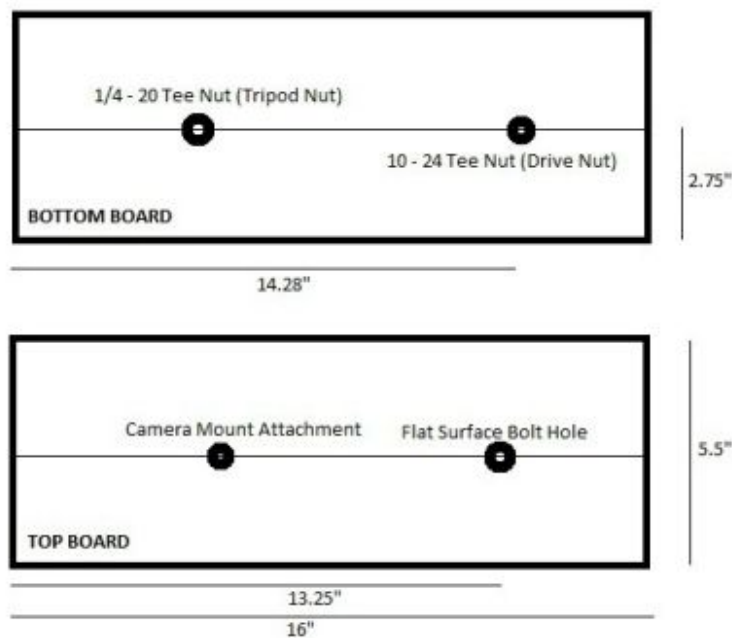 1/4 - 20 Tee Nut (Tripod Nut)
10 - 24 Tee Nut (Drive Nut)
2.75"
BOTTOM BOARD
14.28"
Camera Mount Attachment
Flat Surface Bolt Hole
5.5"
TOP BOARD
13.25"
16"